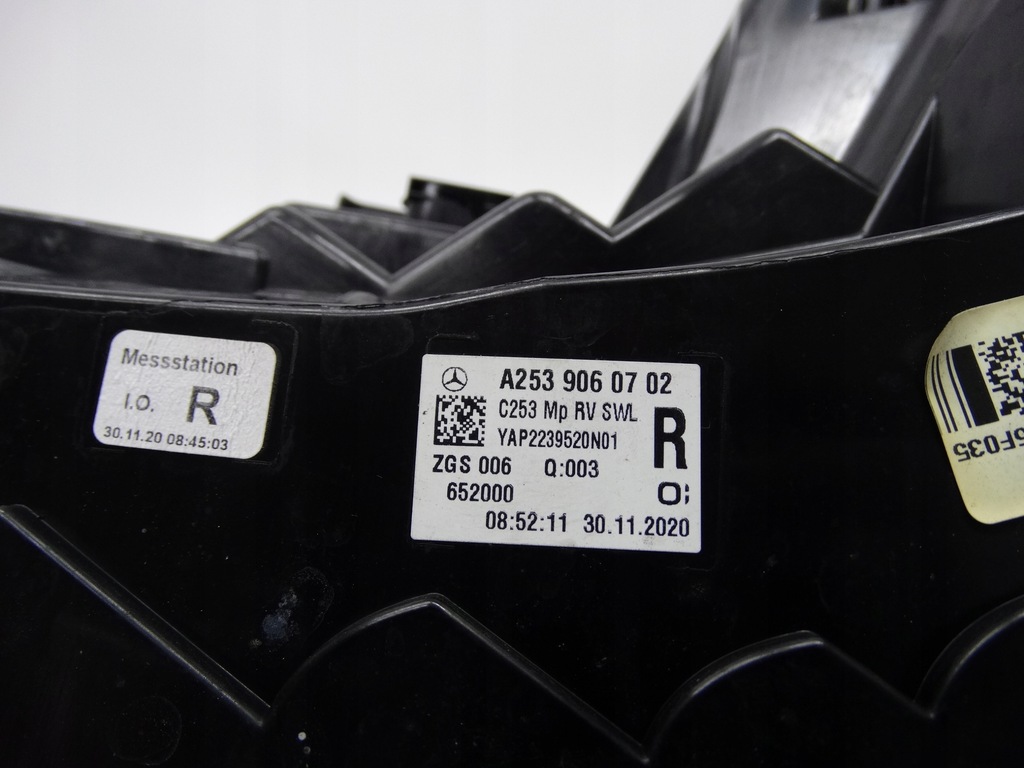 Messstation
I.O. R
30.11.20 08:45:03
A253 906 07 02
C253 Mp RV SWL
YAP2239520N01
R
ZGS 006 Q:003
652000
O;
08:52:11 30.11.2020
5F035